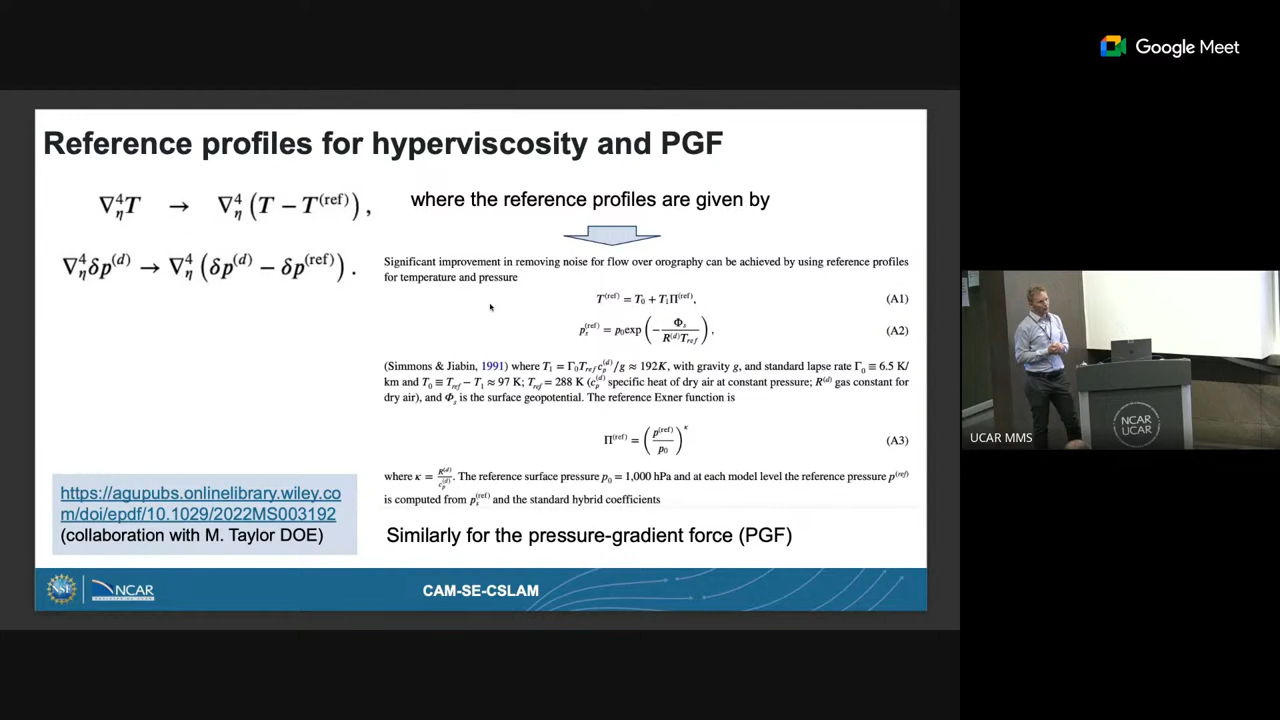 Google Meet
Reference profiles for hyperviscosity and PGF
∇⁴_η T → ∇⁴_η (T − T^(ref)),
where the reference profiles are given by
∇⁴_η δp^(d) → ∇⁴_η (δp^(d) − δp^(ref)).
Significant improvement in removing noise for flow over orography can be achieved by using reference profiles
for temperature and pressure
T^(ref) = T₀ + T₁Π^(ref), (A1)
p_s^(ref) = p₀exp(−Φ_s/(R^(d)T_ref)), (A2)
(Simmons & Jiabin, 1991) where T₁ = Γ₀T_ref c_p^(d)/g ≈ 192K, with gravity g, and standard lapse rate Γ₀ ≡ 6.5 K/
km and T₀ ≡ T_ref − T₁ ≈ 97 K; T_ref = 288 K (c_p^(d) specific heat of dry air at constant pressure; R^(d) gas constant for
dry air), and Φ_s is the surface geopotential. The reference Exner function is
Π^(ref) = (p^(ref)/p₀)^κ (A3)
where κ = R^(d)/c_p^(d). The reference surface pressure p₀ = 1,000 hPa and at each model level the reference pressure p^(ref)
is computed from p_s^(ref) and the standard hybrid coefficients
https://agupubs.onlinelibrary.wiley.co
m/doi/epdf/10.1029/2022MS003192
(collaboration with M. Taylor DOE)
Similarly for the pressure-gradient force (PGF)
NSF
NCAR
CAM-SE-CSLAM
NCAR
UCAR
UCAR MMS